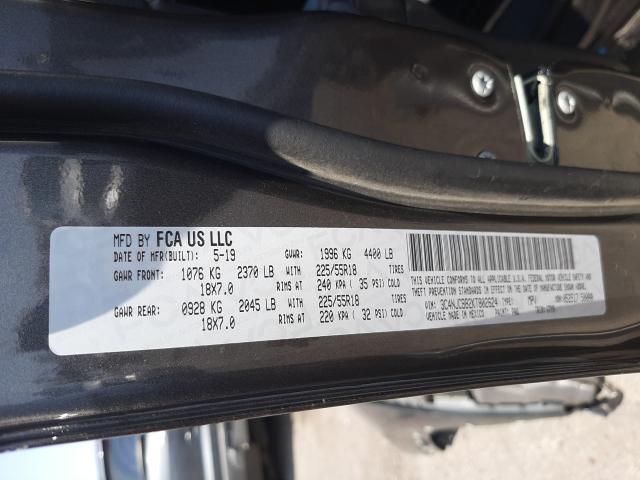 MFD BY FCA US LLC
DATE OF MFR(BUILT): 5-19 GVWR: 1996 KG 4400 LB
GAWR FRONT: 1076 KG 2370 LB WITH 225/55R18 TIRES
18X7.0 RIMS AT 240 KPA ( 35 PSI) COLD
GAWR REAR: 0928 KG 2045 LB WITH 225/55R18 TIRES
18X7.0 RIMS AT 220 KPA ( 32 PSI) COLD
THIS VEHICLE CONFORMS TO ALL APPLICABLE U.S.A. FEDERAL MOTOR VEHICLE SAFETY AND
THEFT PREVENTION STANDARDS IN EFFECT ON THE DATE OF MANUFACTURE SHOWN ABOVE.
VIN: TYPE: MPV
VEHICLE MADE IN MEXICO PAINT: